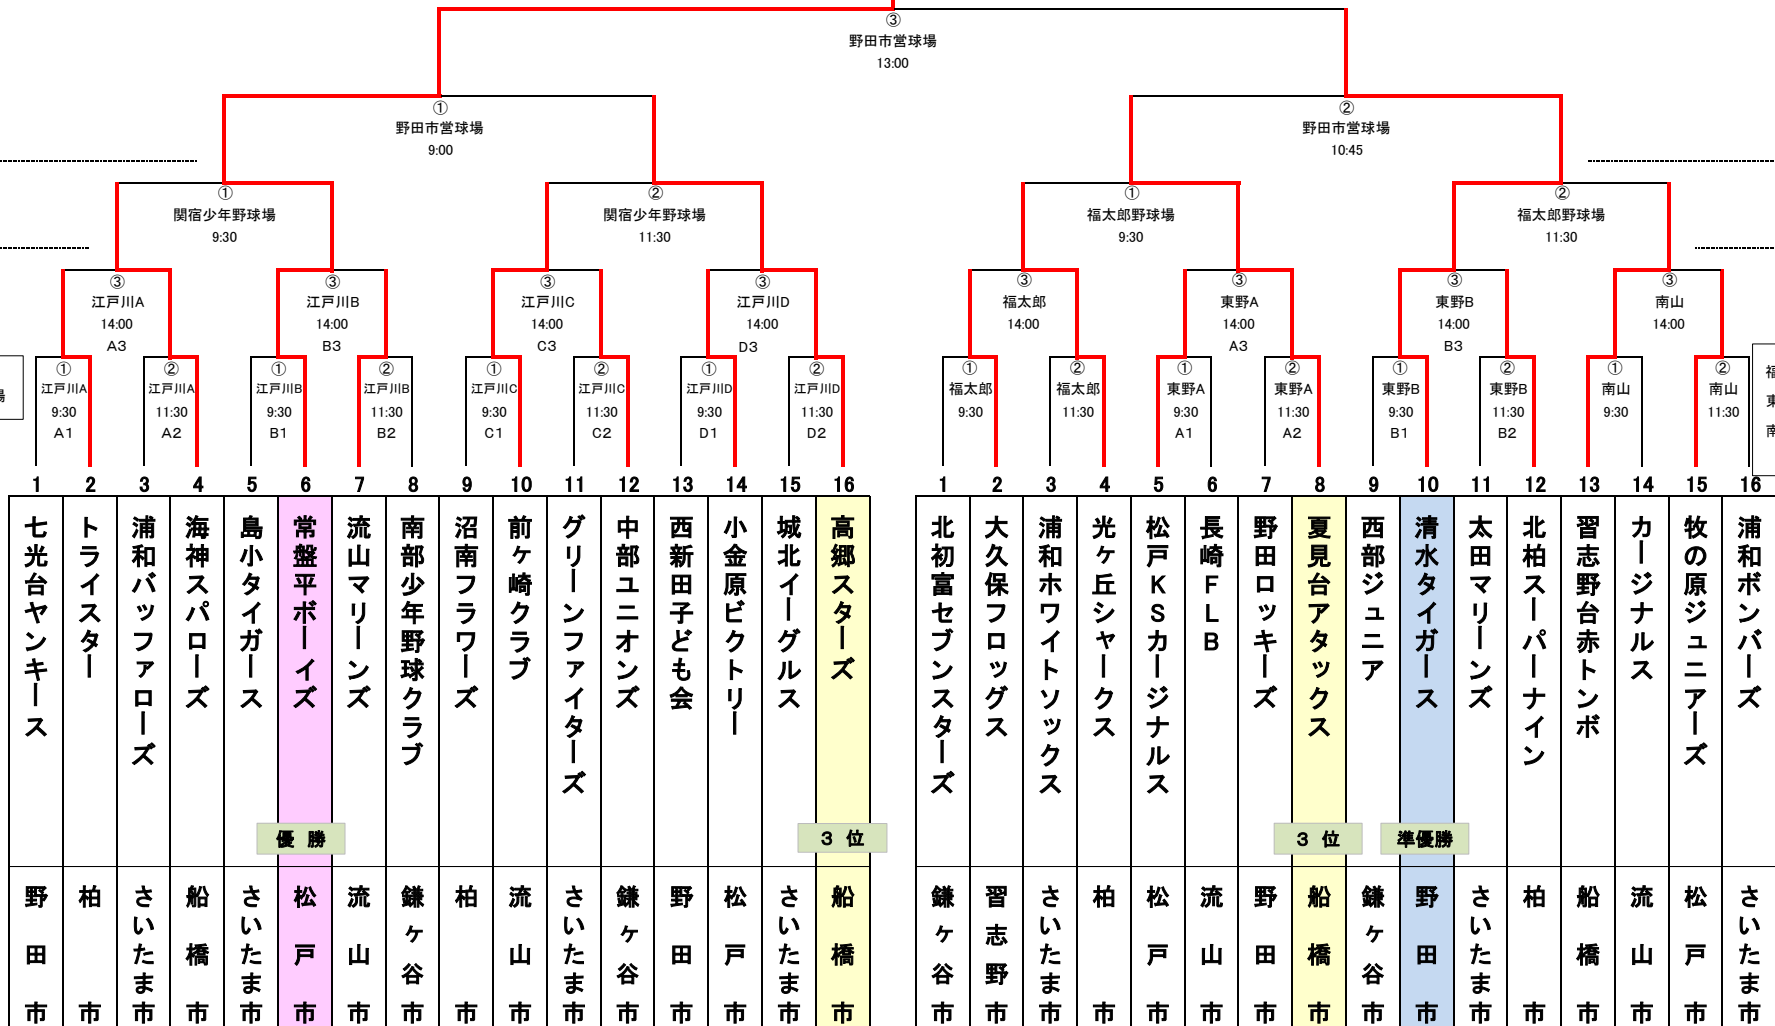 ③
野田市営球場
13:00
①
野田市営球場
9:00
②
野田市営球場
10:45
①
関宿少年野球場
9:30
②
関宿少年野球場
11:30
①
福太郎野球場
9:30
②
福太郎野球場
11:30
③
江戸川A
14:00
A3
③
江戸川B
14:00
B3
③
江戸川C
14:00
C3
③
江戸川D
14:00
D3
③
福太郎
14:00
③
東野A
14:00
A3
③
東野B
14:00
B3
③
南山
14:00
場
①
江戸川A
9:30
A1
②
江戸川A
11:30
A2
①
江戸川B
9:30
B1
②
江戸川B
11:30
B2
①
江戸川C
9:30
C1
②
江戸川C
11:30
C2
①
江戸川D
9:30
D1
②
江戸川D
11:30
D2
①
福太郎
9:30
②
福太郎
11:30
①
東野A
9:30
A1
②
東野A
11:30
A2
①
東野B
9:30
B1
②
東野B
11:30
B2
①
南山
9:30
②
南山
11:30
福
東
南
1 2 3 4 5 6 7 8 9 10 11 12 13 14 15 16
1 2 3 4 5 6 7 8 9 10 11 12 13 14 15 16
七光台ヤンキース
トライスター
浦和バッファローズ
海神スパローズ
島小タイガース
常盤平ボーイズ
流山マリーンズ
南部少年野球クラブ
沼南フラワーズ
前ヶ崎クラブ
グリーンファイターズ
中部ユニオンズ
西新田子ども会
小金原ビクトリー
城北イーグルス
高郷スターズ
北初富セブンスターズ
大久保フロッグス
浦和ホワイトソックス
光ヶ丘シャークス
松戸KSカージナルス
長崎FLB
野田ロッキーズ
夏見台アタックス
西部ジュニア
清水タイガース
太田マリーンズ
北柏スーパーナイン
習志野台赤トンボ
カージナルス
牧の原ジュニアーズ
浦和ボンバーズ
優勝
3位
3位
準優勝
野田市
柏市
さいたま市
船橋市
さいたま市
松戸市
流山市
鎌ヶ谷市
柏市
流山市
さいたま市
鎌ヶ谷市
野田市
松戸市
さいたま市
船橋市
鎌ヶ谷市
習志野市
さいたま市
柏市
松戸市
流山市
野田市
船橋市
鎌ヶ谷市
野田市
さいたま市
柏市
船橋市
流山市
松戸市
さいたま市